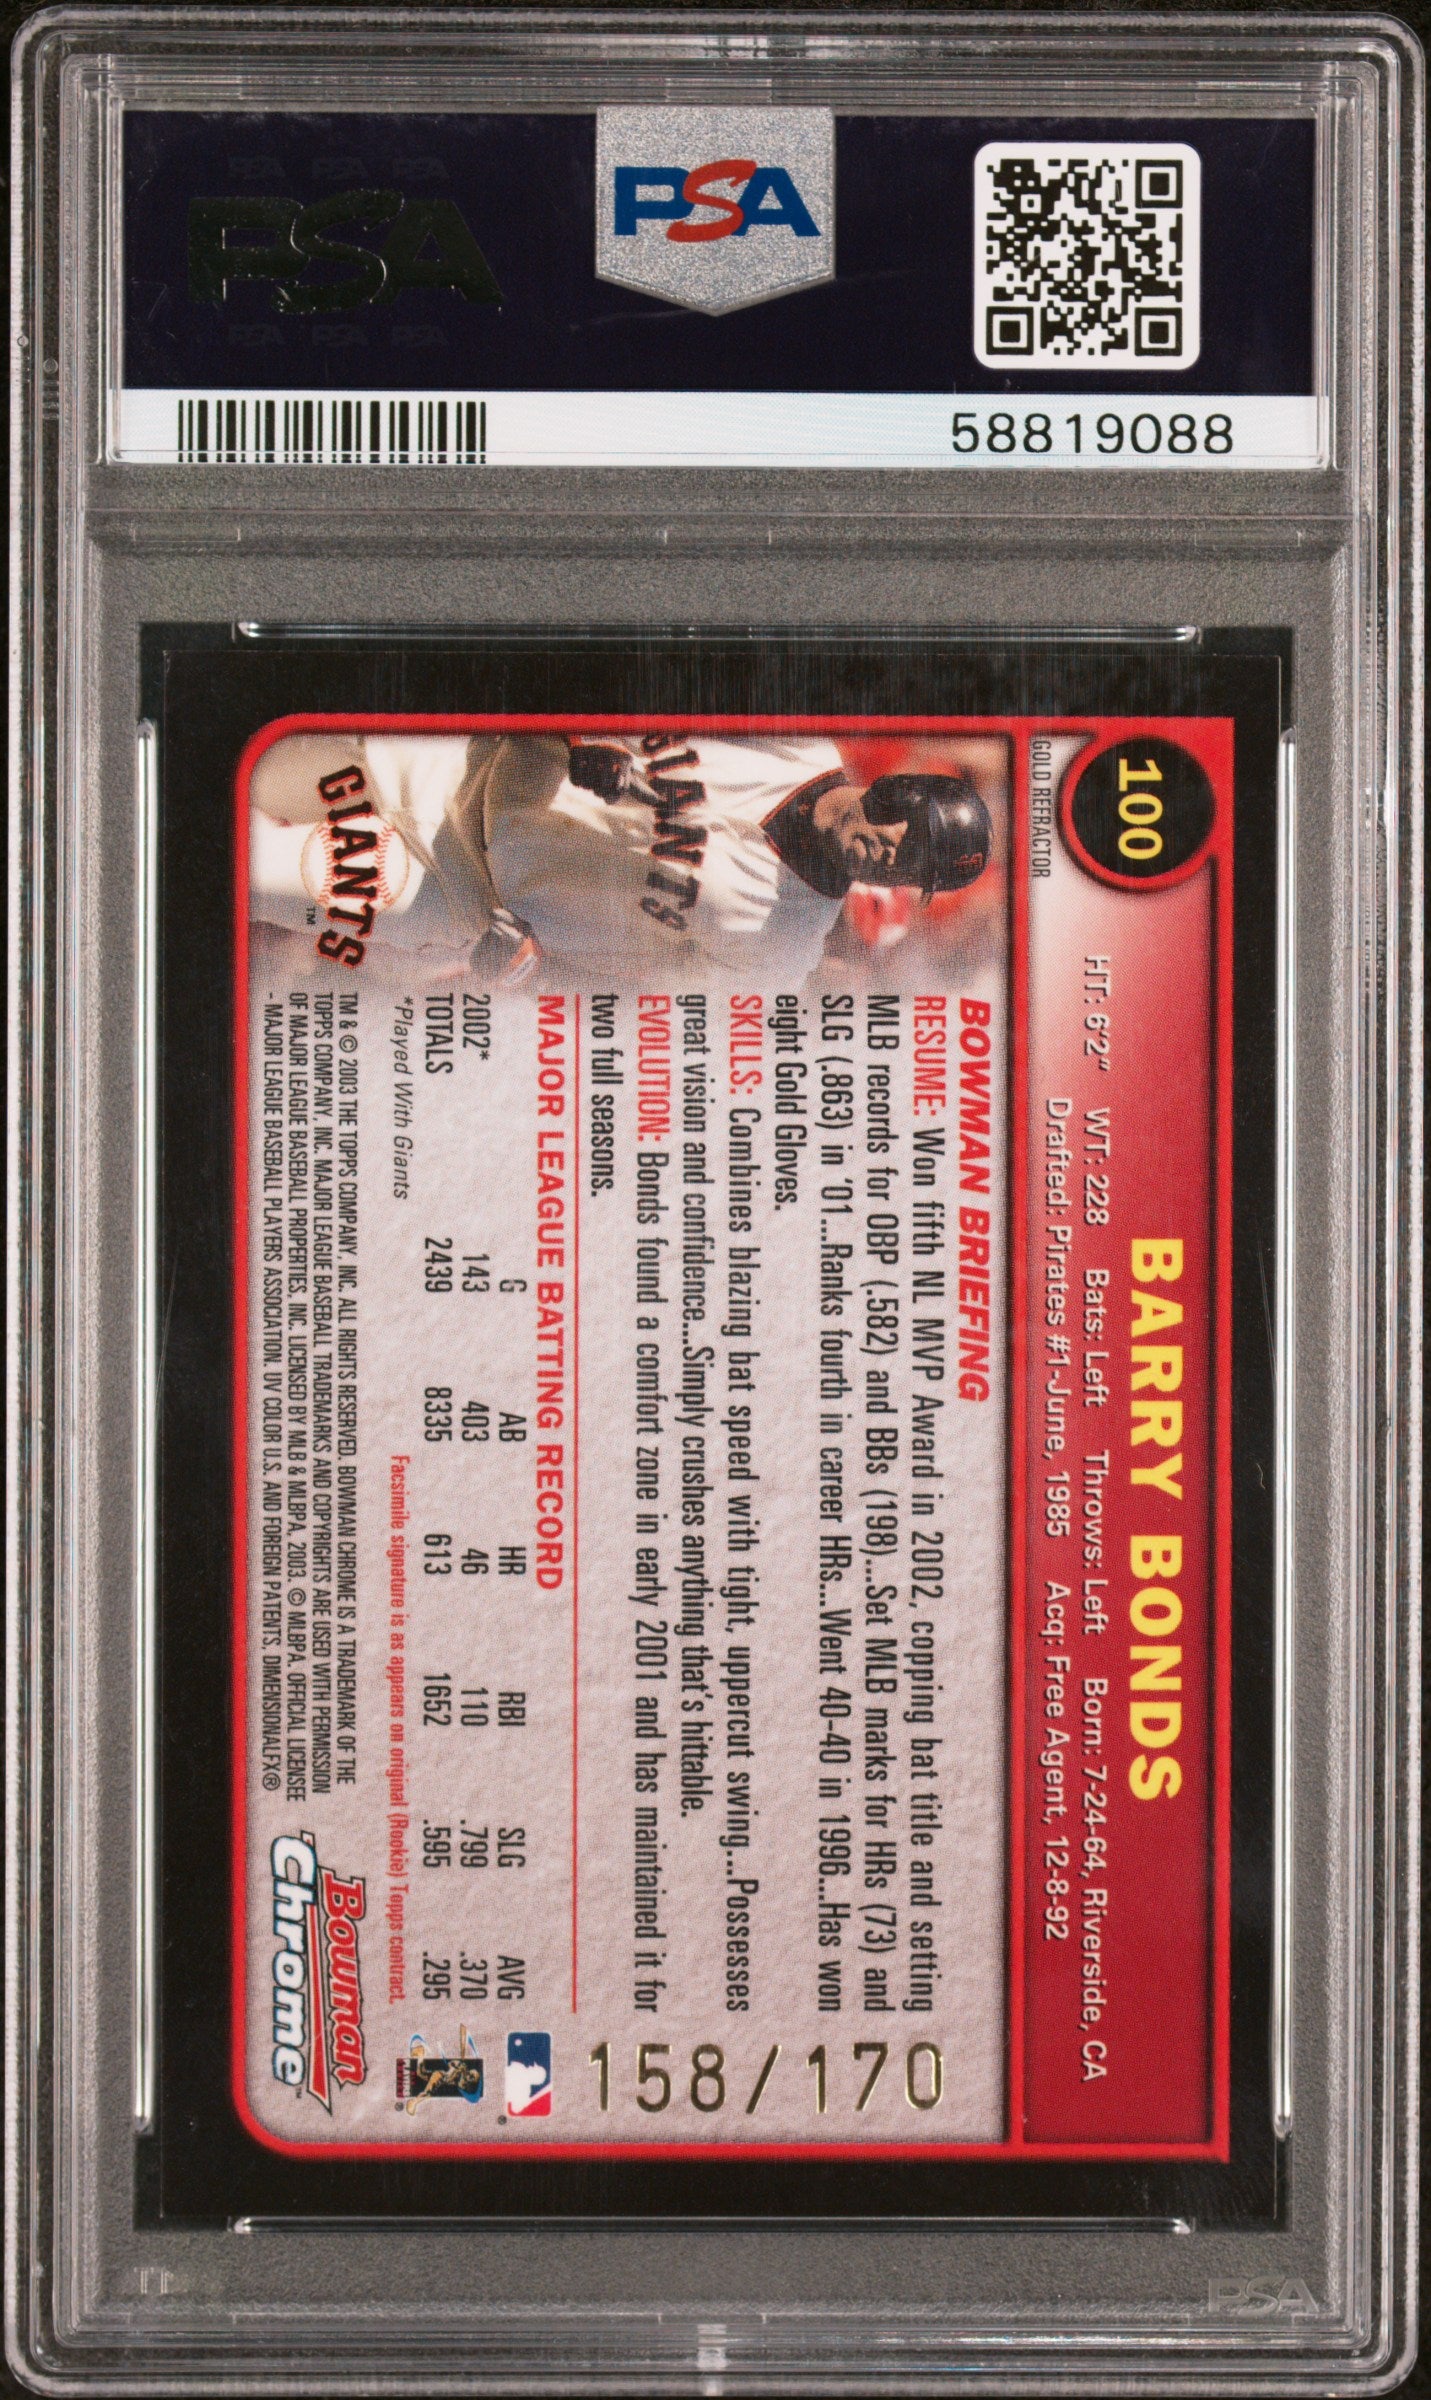 PSA PSA PSA
PSA
PSA PSA PSA
PSA
58819088
100
GOLD REFRACTOR
BARRY BONDS
HT: 6'2" WT: 228 Bats: Left Throws: Left Born: 7-24-64, Riverside, CA
Drafted: Pirates #1-June, 1985 Acq: Free Agent, 12-8-92
GIANTS
GIANTS™
BOWMAN BRIEFING
RESUME: Won fifth NL MVP Award in 2002, copping bat title and setting
MLB records for OBP (.582) and BBs (198)...Set MLB marks for HRs (73) and
SLG (.863) in '01...Ranks fourth in career HRs...Went 40-40 in 1996...Has won
eight Gold Gloves.
SKILLS: Combines blazing bat speed with tight, uppercut swing...Possesses
great vision and confidence...Simply crushes anything that's hittable.
EVOLUTION: Bonds found a comfort zone in early 2001 and has maintained it for
two full seasons.
158/170
MAJOR LEAGUE BATTING RECORD
G AB HR RBI SLG AVG
2002* 143 403 46 110 .799 .370
TOTALS 2439 8335 613 1652 .595 .295
*Played With Giants
Facsimile signature is as appears on original (Rookie) Topps contract.
TM & © 2003 THE TOPPS COMPANY, INC. ALL RIGHTS RESERVED. BOWMAN CHROME IS A TRADEMARK OF THE
TOPPS COMPANY, INC. MAJOR LEAGUE BASEBALL TRADEMARKS AND COPYRIGHTS ARE USED WITH PERMISSION
OF MAJOR LEAGUE BASEBALL PROPERTIES, INC. LICENSED BY MLB & MLBPA, 2003. © MLBPA. OFFICIAL LICENSEE
- MAJOR LEAGUE BASEBALL PLAYERS ASSOCIATION. UV COLOR U.S. AND FOREIGN PATENTS. DIMENSIONALFX®
Bowman
Chrome™
PSA